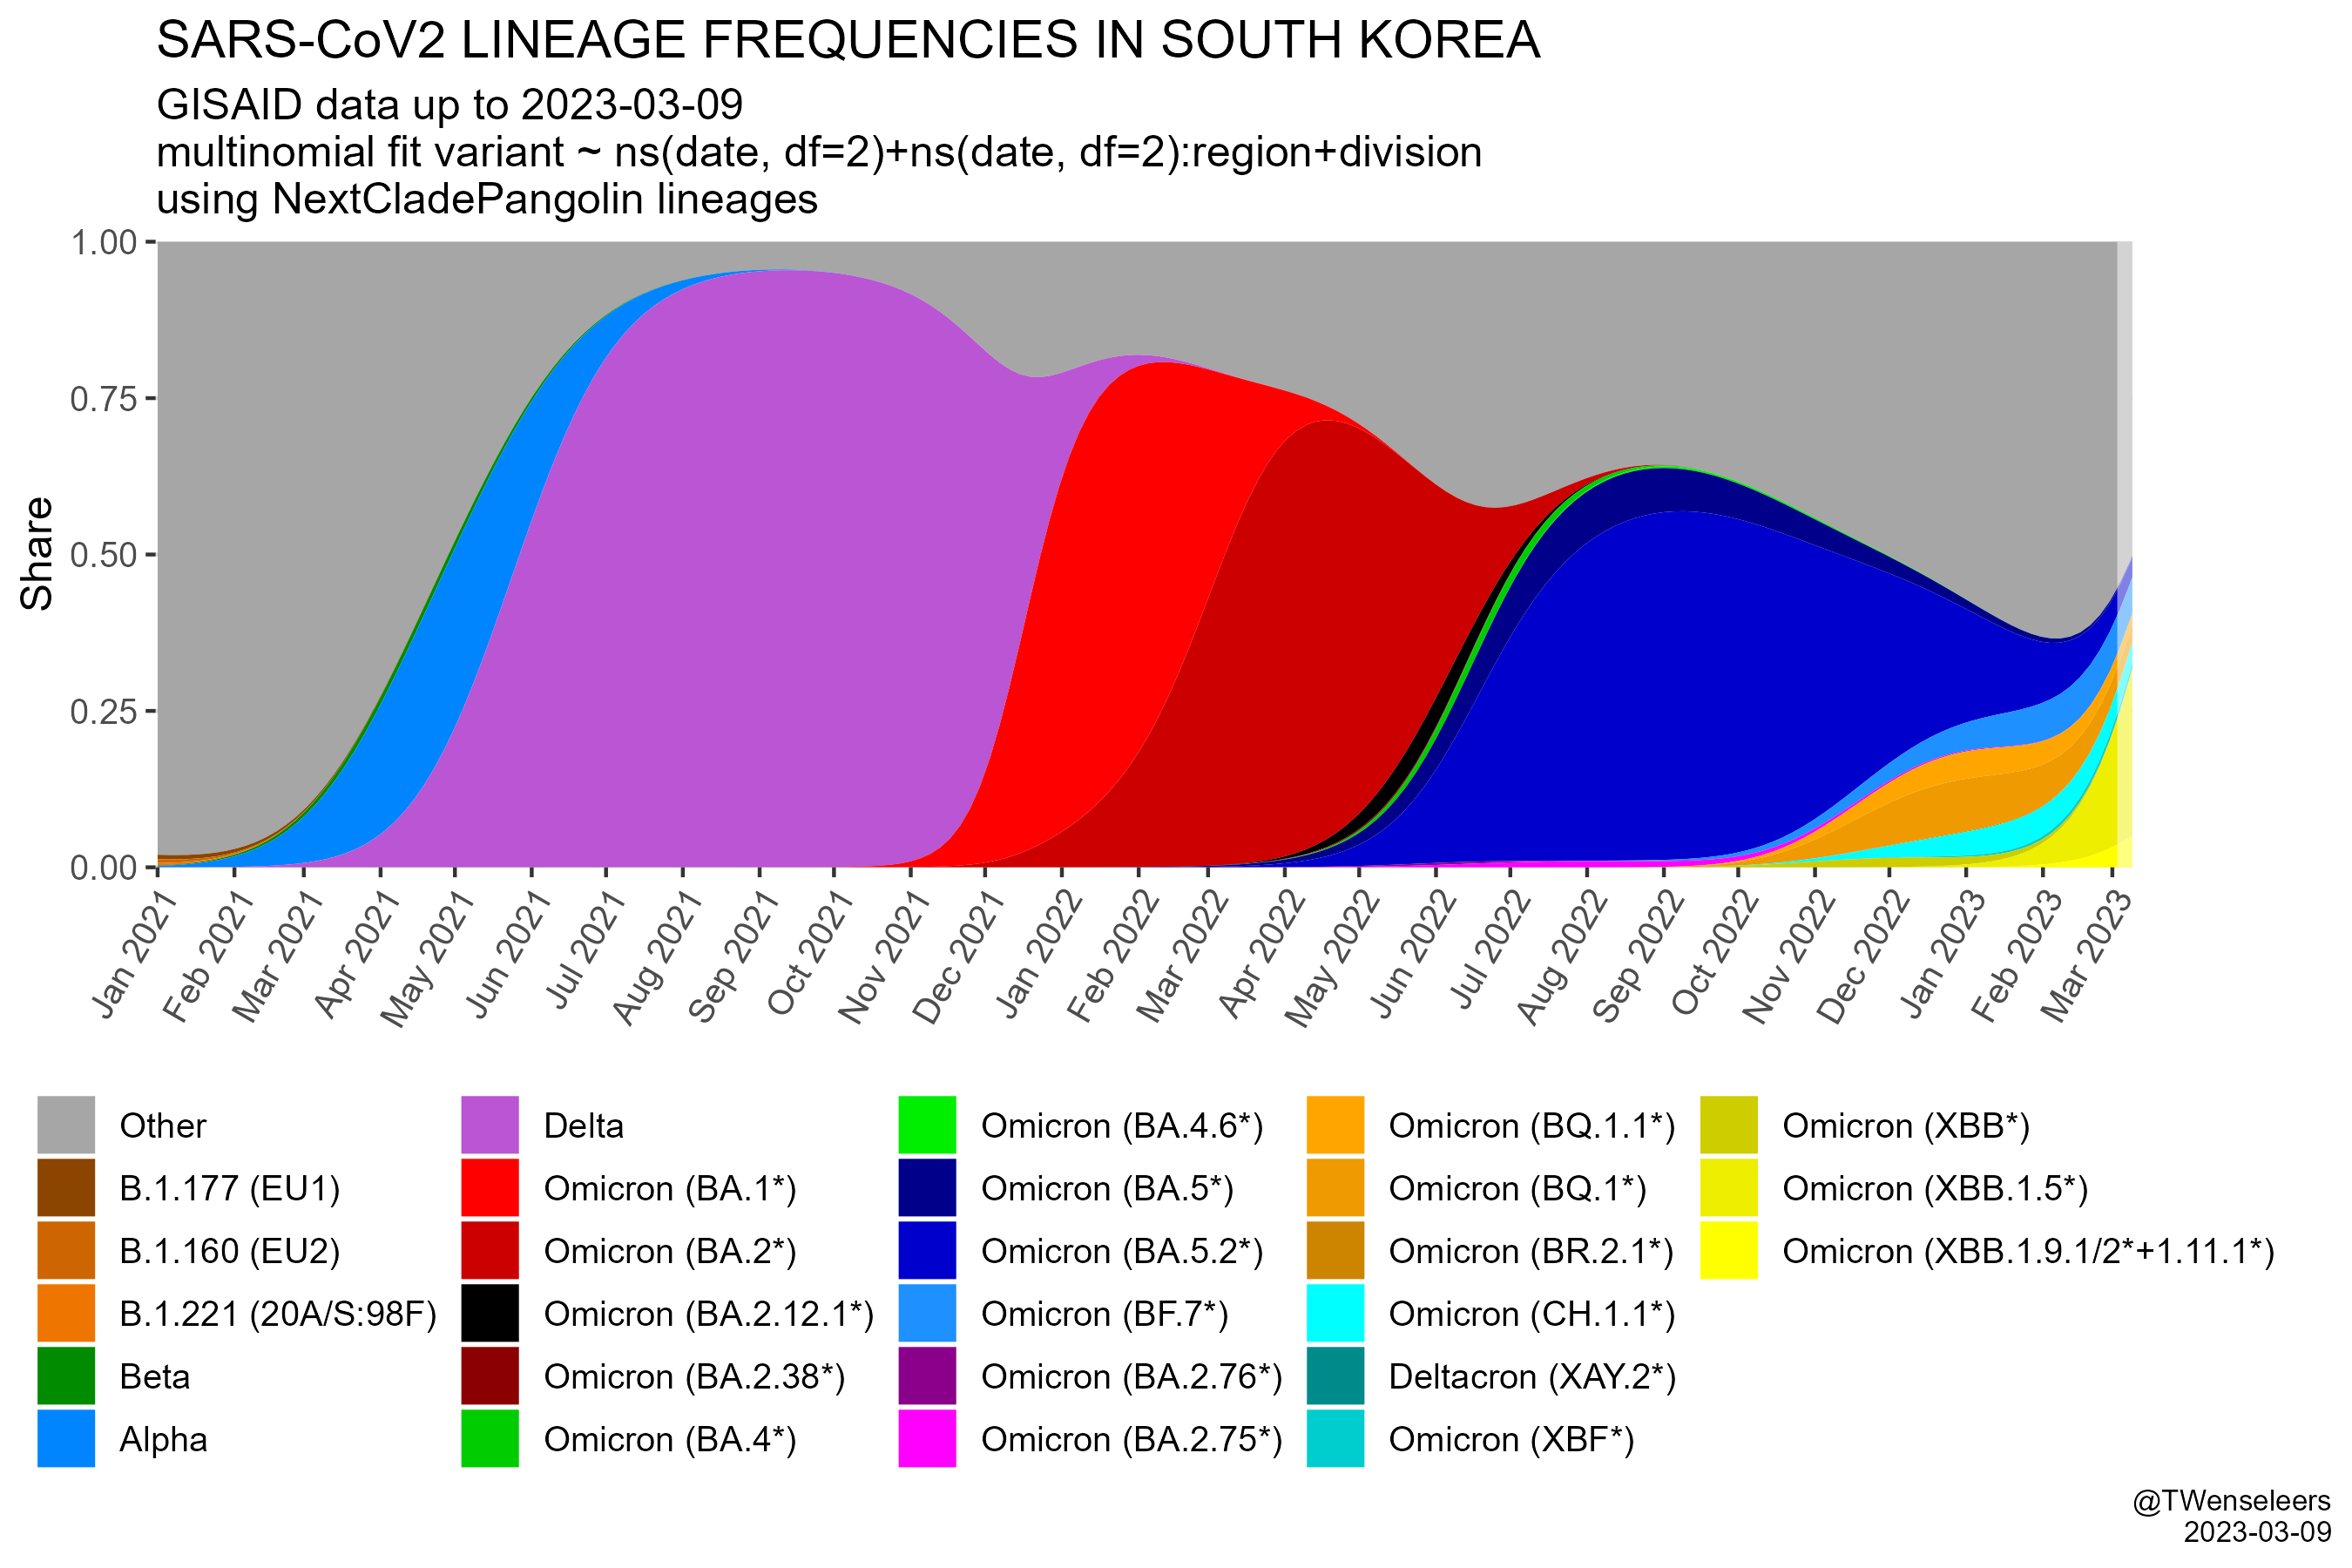 SARS-CoV2 LINEAGE FREQUENCIES IN SOUTH KOREA
GISAID data up to 2023-03-09
multinomial fit variant ~ ns(date, df=2)+ns(date, df=2):region+division
using NextCladePangolin lineages
1.00
0.75
0.50
0.25
0.00
Share
Jan 2021
Feb 2021
Mar 2021
Apr 2021
May 2021
Jun 2021
Jul 2021
Aug 2021
Sep 2021
Oct 2021
Nov 2021
Dec 2021
Jan 2022
Feb 2022
Mar 2022
Apr 2022
May 2022
Jun 2022
Jul 2022
Aug 2022
Sep 2022
Oct 2022
Nov 2022
Dec 2022
Jan 2023
Feb 2023
Mar 2023
Other
B.1.177 (EU1)
B.1.160 (EU2)
B.1.221 (20A/S:98F)
Beta
Alpha
Delta
Omicron (BA.1*)
Omicron (BA.2*)
Omicron (BA.2.12.1*)
Omicron (BA.2.38*)
Omicron (BA.4*)
Omicron (BA.4.6*)
Omicron (BA.5*)
Omicron (BA.5.2*)
Omicron (BF.7*)
Omicron (BA.2.76*)
Omicron (BA.2.75*)
Omicron (BQ.1.1*)
Omicron (BQ.1*)
Omicron (BR.2.1*)
Omicron (CH.1.1*)
Deltacron (XAY.2*)
Omicron (XBF*)
Omicron (XBB*)
Omicron (XBB.1.5*)
Omicron (XBB.1.9.1/2*+1.11.1*)
@TWenseleers
2023-03-09